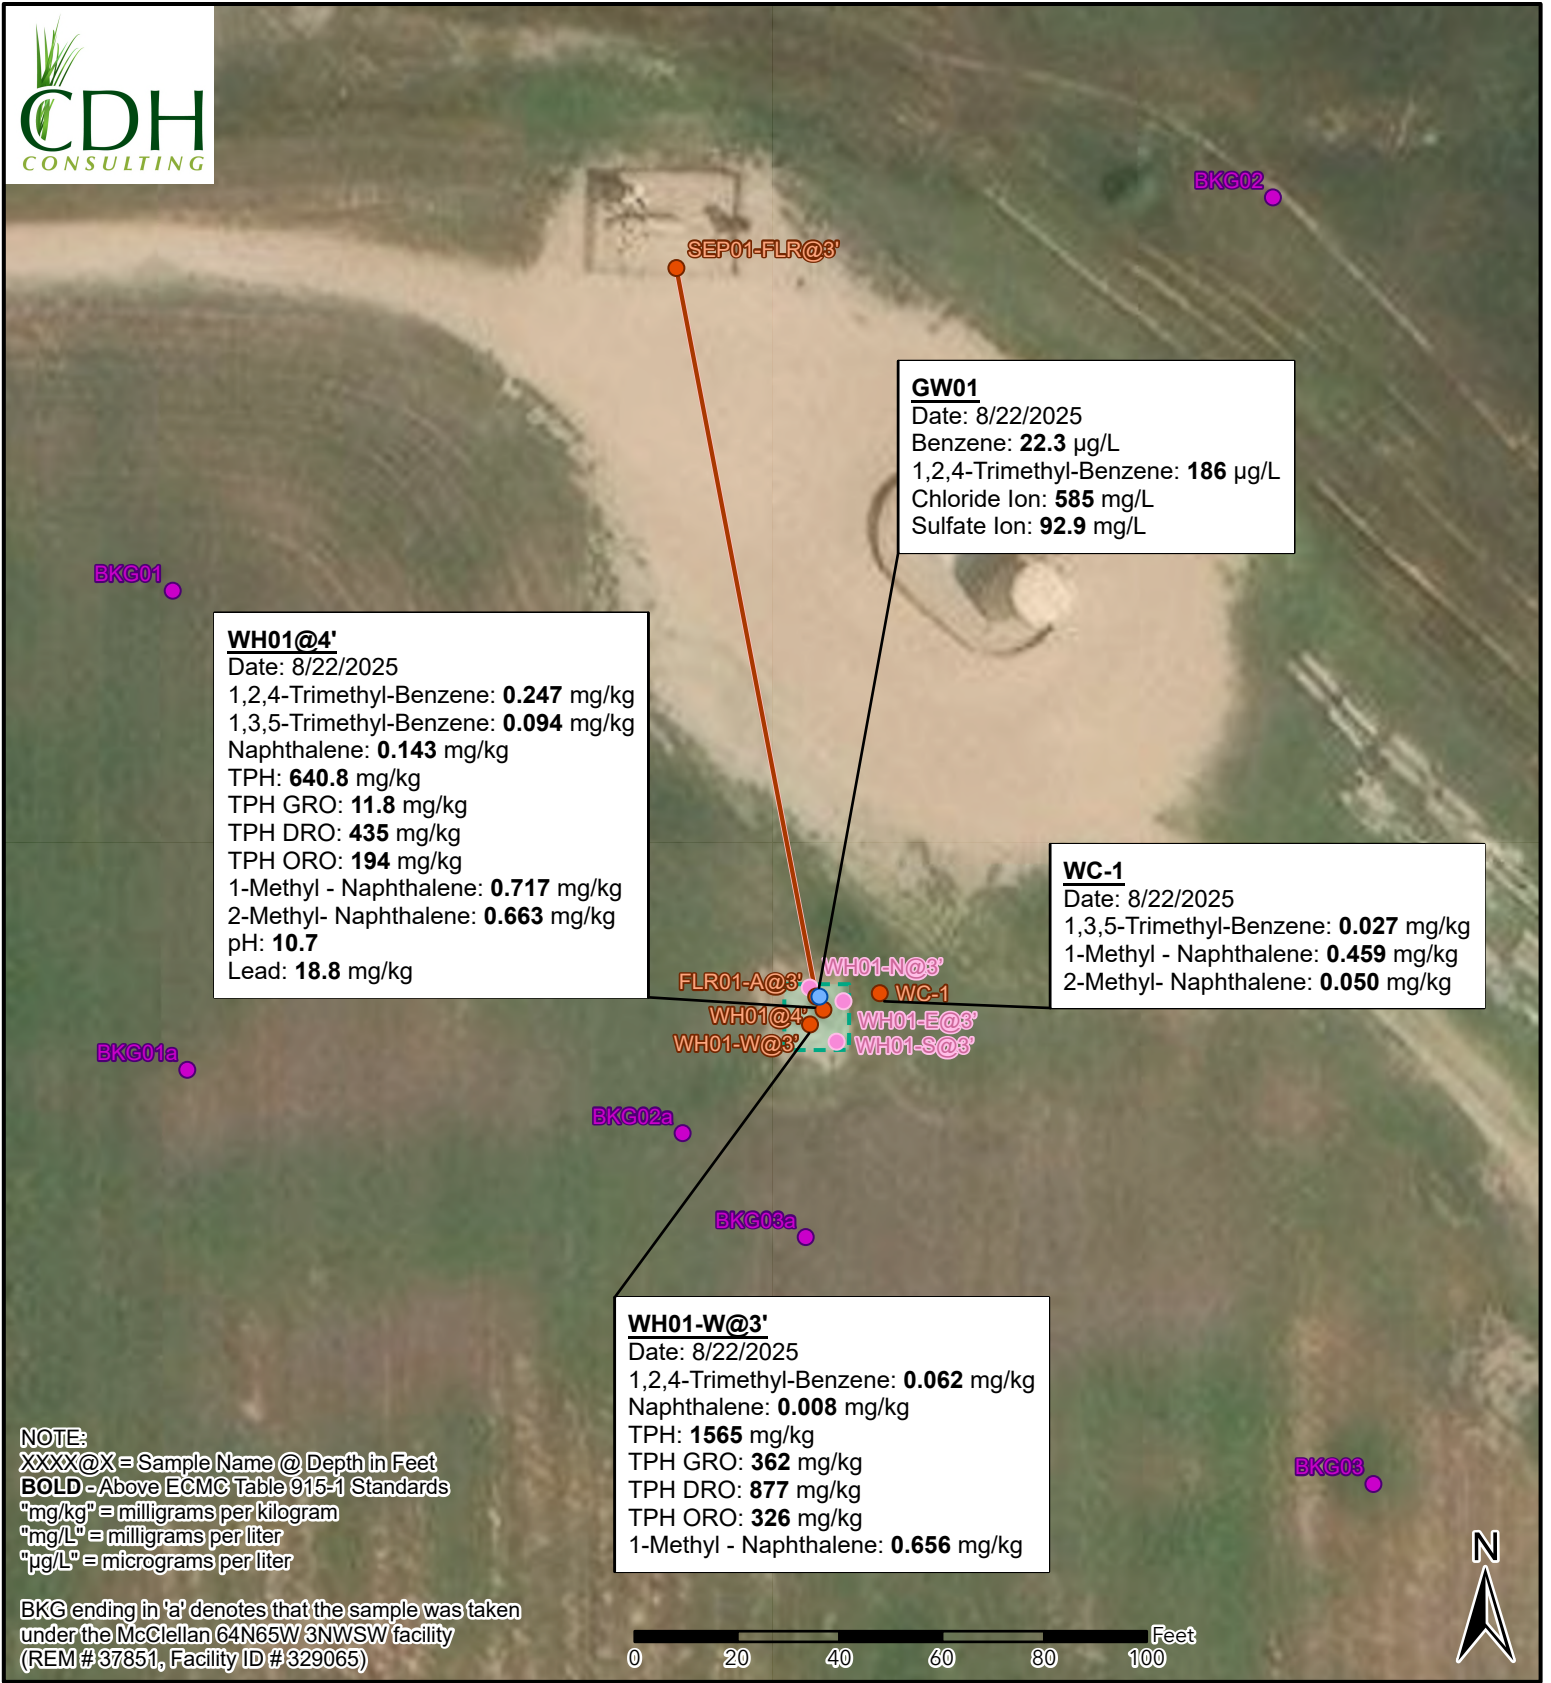 CDH
CONSULTING
BKG02
SEP01-FLR@3'
GW01
Date: 8/22/2025
Benzene: 22.3 µg/L
1,2,4-Trimethyl-Benzene: 186 µg/L
Chloride Ion: 585 mg/L
Sulfate Ion: 92.9 mg/L
BKG01
WH01@4'
Date: 8/22/2025
1,2,4-Trimethyl-Benzene: 0.247 mg/kg
1,3,5-Trimethyl-Benzene: 0.094 mg/kg
Naphthalene: 0.143 mg/kg
TPH: 640.8 mg/kg
TPH GRO: 11.8 mg/kg
TPH DRO: 435 mg/kg
TPH ORO: 194 mg/kg
1-Methyl - Naphthalene: 0.717 mg/kg
2-Methyl- Naphthalene: 0.663 mg/kg
pH: 10.7
Lead: 18.8 mg/kg
WC-1
Date: 8/22/2025
1,3,5-Trimethyl-Benzene: 0.027 mg/kg
1-Methyl - Naphthalene: 0.459 mg/kg
2-Methyl- Naphthalene: 0.050 mg/kg
WH01-N@3'
FLR01-A@3'
WC-1
WH01@4'
WH01-E@3'
WH01-W@3'
WH01-S@3'
BKG01a
BKG02a
BKG03a
WH01-W@3'
Date: 8/22/2025
1,2,4-Trimethyl-Benzene: 0.062 mg/kg
Naphthalene: 0.008 mg/kg
TPH: 1565 mg/kg
TPH GRO: 362 mg/kg
TPH DRO: 877 mg/kg
TPH ORO: 326 mg/kg
1-Methyl - Naphthalene: 0.656 mg/kg
BKG03
NOTE:
XXXX@X = Sample Name @ Depth in Feet
BOLD - Above ECMC Table 915-1 Standards
"mg/kg" = milligrams per kilogram
"mg/L" = milligrams per liter
"µg/L" = micrograms per liter
BKG ending in 'a' denotes that the sample was taken
under the McClellan 64N65W 3NWSW facility
(REM # 37851, Facility ID # 329065)
N
Feet
0 20 40 60 80 100